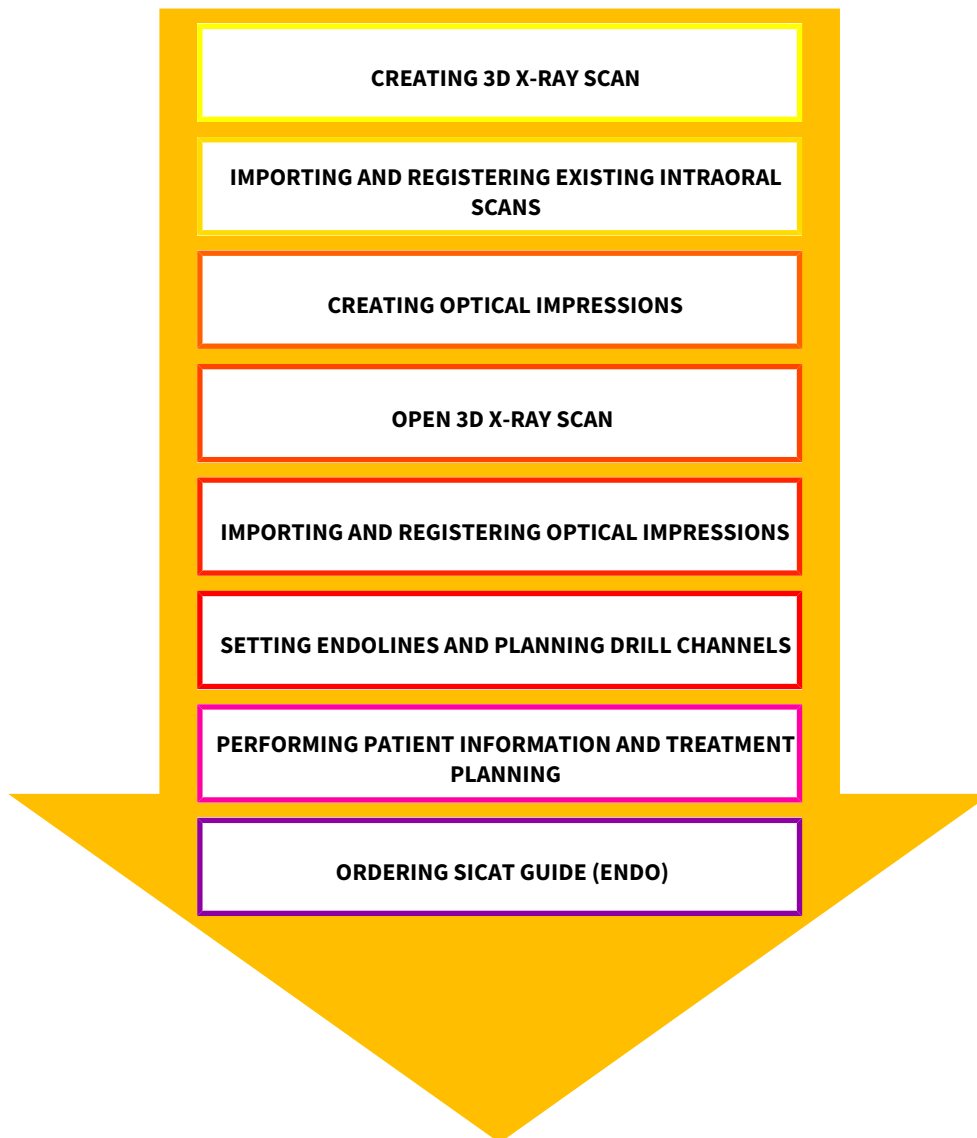 CREATING 3D X-RAY SCAN
IMPORTING AND REGISTERING EXISTING INTRAORAL
SCANS
CREATING OPTICAL IMPRESSIONS
OPEN 3D X-RAY SCAN
IMPORTING AND REGISTERING OPTICAL IMPRESSIONS
SETTING ENDOLINES AND PLANNING DRILL CHANNELS
PERFORMING PATIENT INFORMATION AND TREATMENT
PLANNING
ORDERING SICAT GUIDE (ENDO)